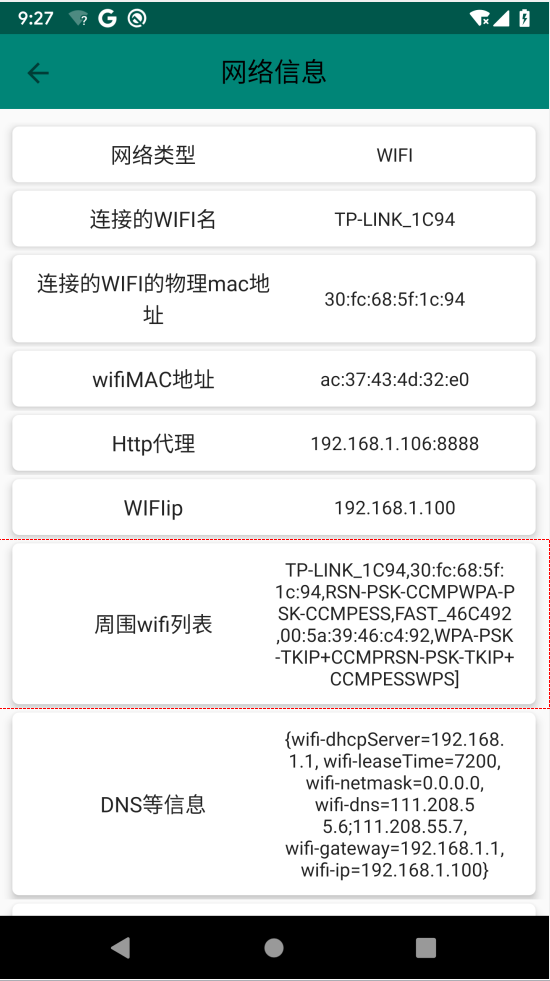 9:27
网络信息
网络类型
WIFI
连接的WIFI名
TP-LINK_1C94
连接的WIFI的物理mac地
址
30:fc:68:5f:1c:94
wifiMAC地址
ac:37:43:4d:32:e0
Http代理
192.168.1.106:8888
WIFIip
192.168.1.100
周围wifi列表
TP-LINK_1C94,30:fc:68:5f:
1c:94,RSN-PSK-CCMPWPA-P
SK-CCMPESS,FAST_46C492
,00:5a:39:46:c4:92,WPA-PSK
-TKIP+CCMPRSN-PSK-TKIP+
CCMPESSWPS]
DNS等信息
{wifi-dhcpServer=192.168.
1.1, wifi-leaseTime=7200,
wifi-netmask=0.0.0.0,
wifi-dns=111.208.5
5.6;111.208.55.7,
wifi-gateway=192.168.1.1,
wifi-ip=192.168.1.100}